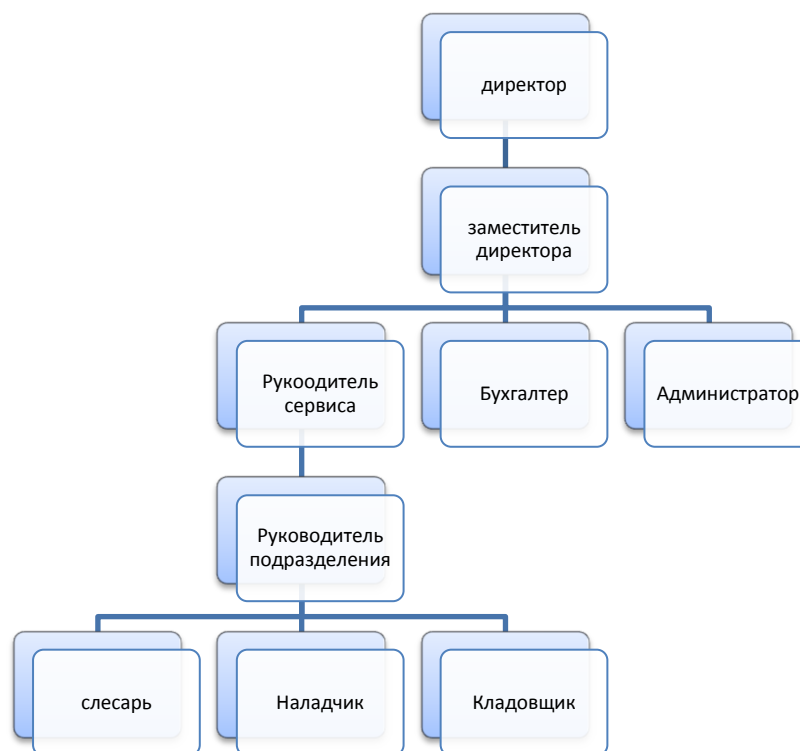 директор
заместитель
директора
Рукоодитель
сервиса
Бухгалтер
Администратор
Руководитель
подразделения
слесарь
Наладчик
Кладовщик